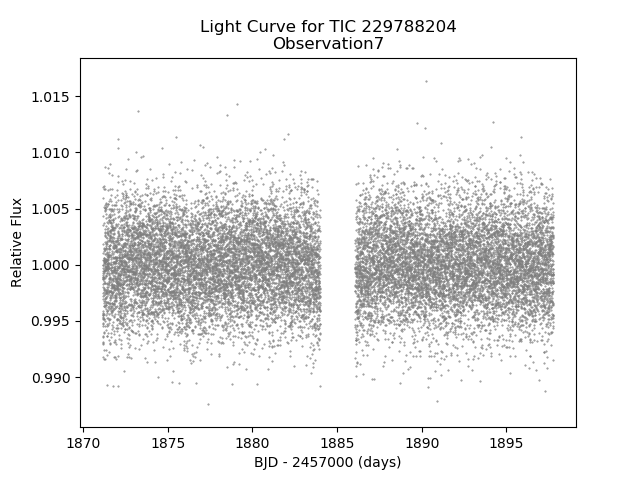 Light Curve for TIC 229788204
Observation7
1.015
1.010
1.005
1.000
0.995
0.990
Relative Flux
1870 1875 1880 1885 1890 1895
BJD - 2457000 (days)